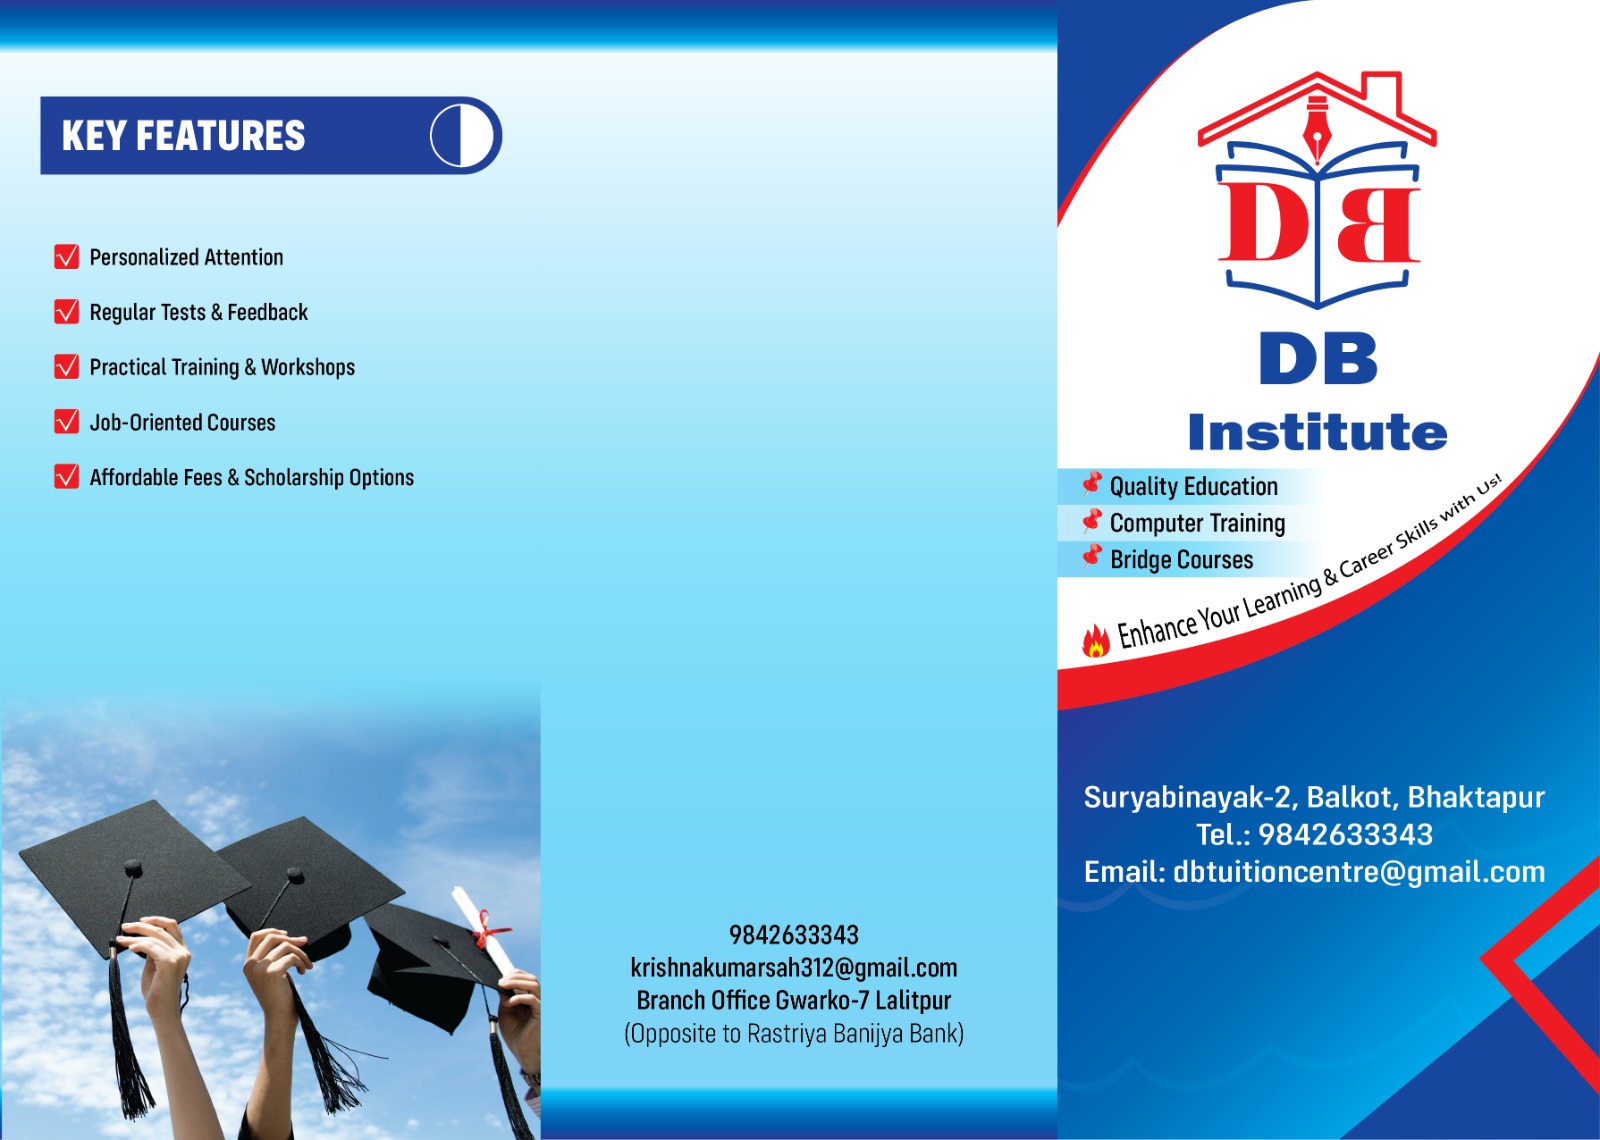 KEY FEATURES
Personalized Attention
Regular Tests & Feedback
Practical Training & Workshops
Job-Oriented Courses
Affordable Fees & Scholarship Options
9842633343
krishnakumarsah312@gmail.com
Branch Office Gwarko-7 Lalitpur
(Opposite to Rastriya Banijya Bank)
DB
DB
Institute
Quality Education
Computer Training
Bridge Courses
Enhance Your Learning & Career Skills with Us!
Suryabinayak-2, Balkot, Bhaktapur
Tel.: 9842633343
Email: dbtuitioncentre@gmail.com